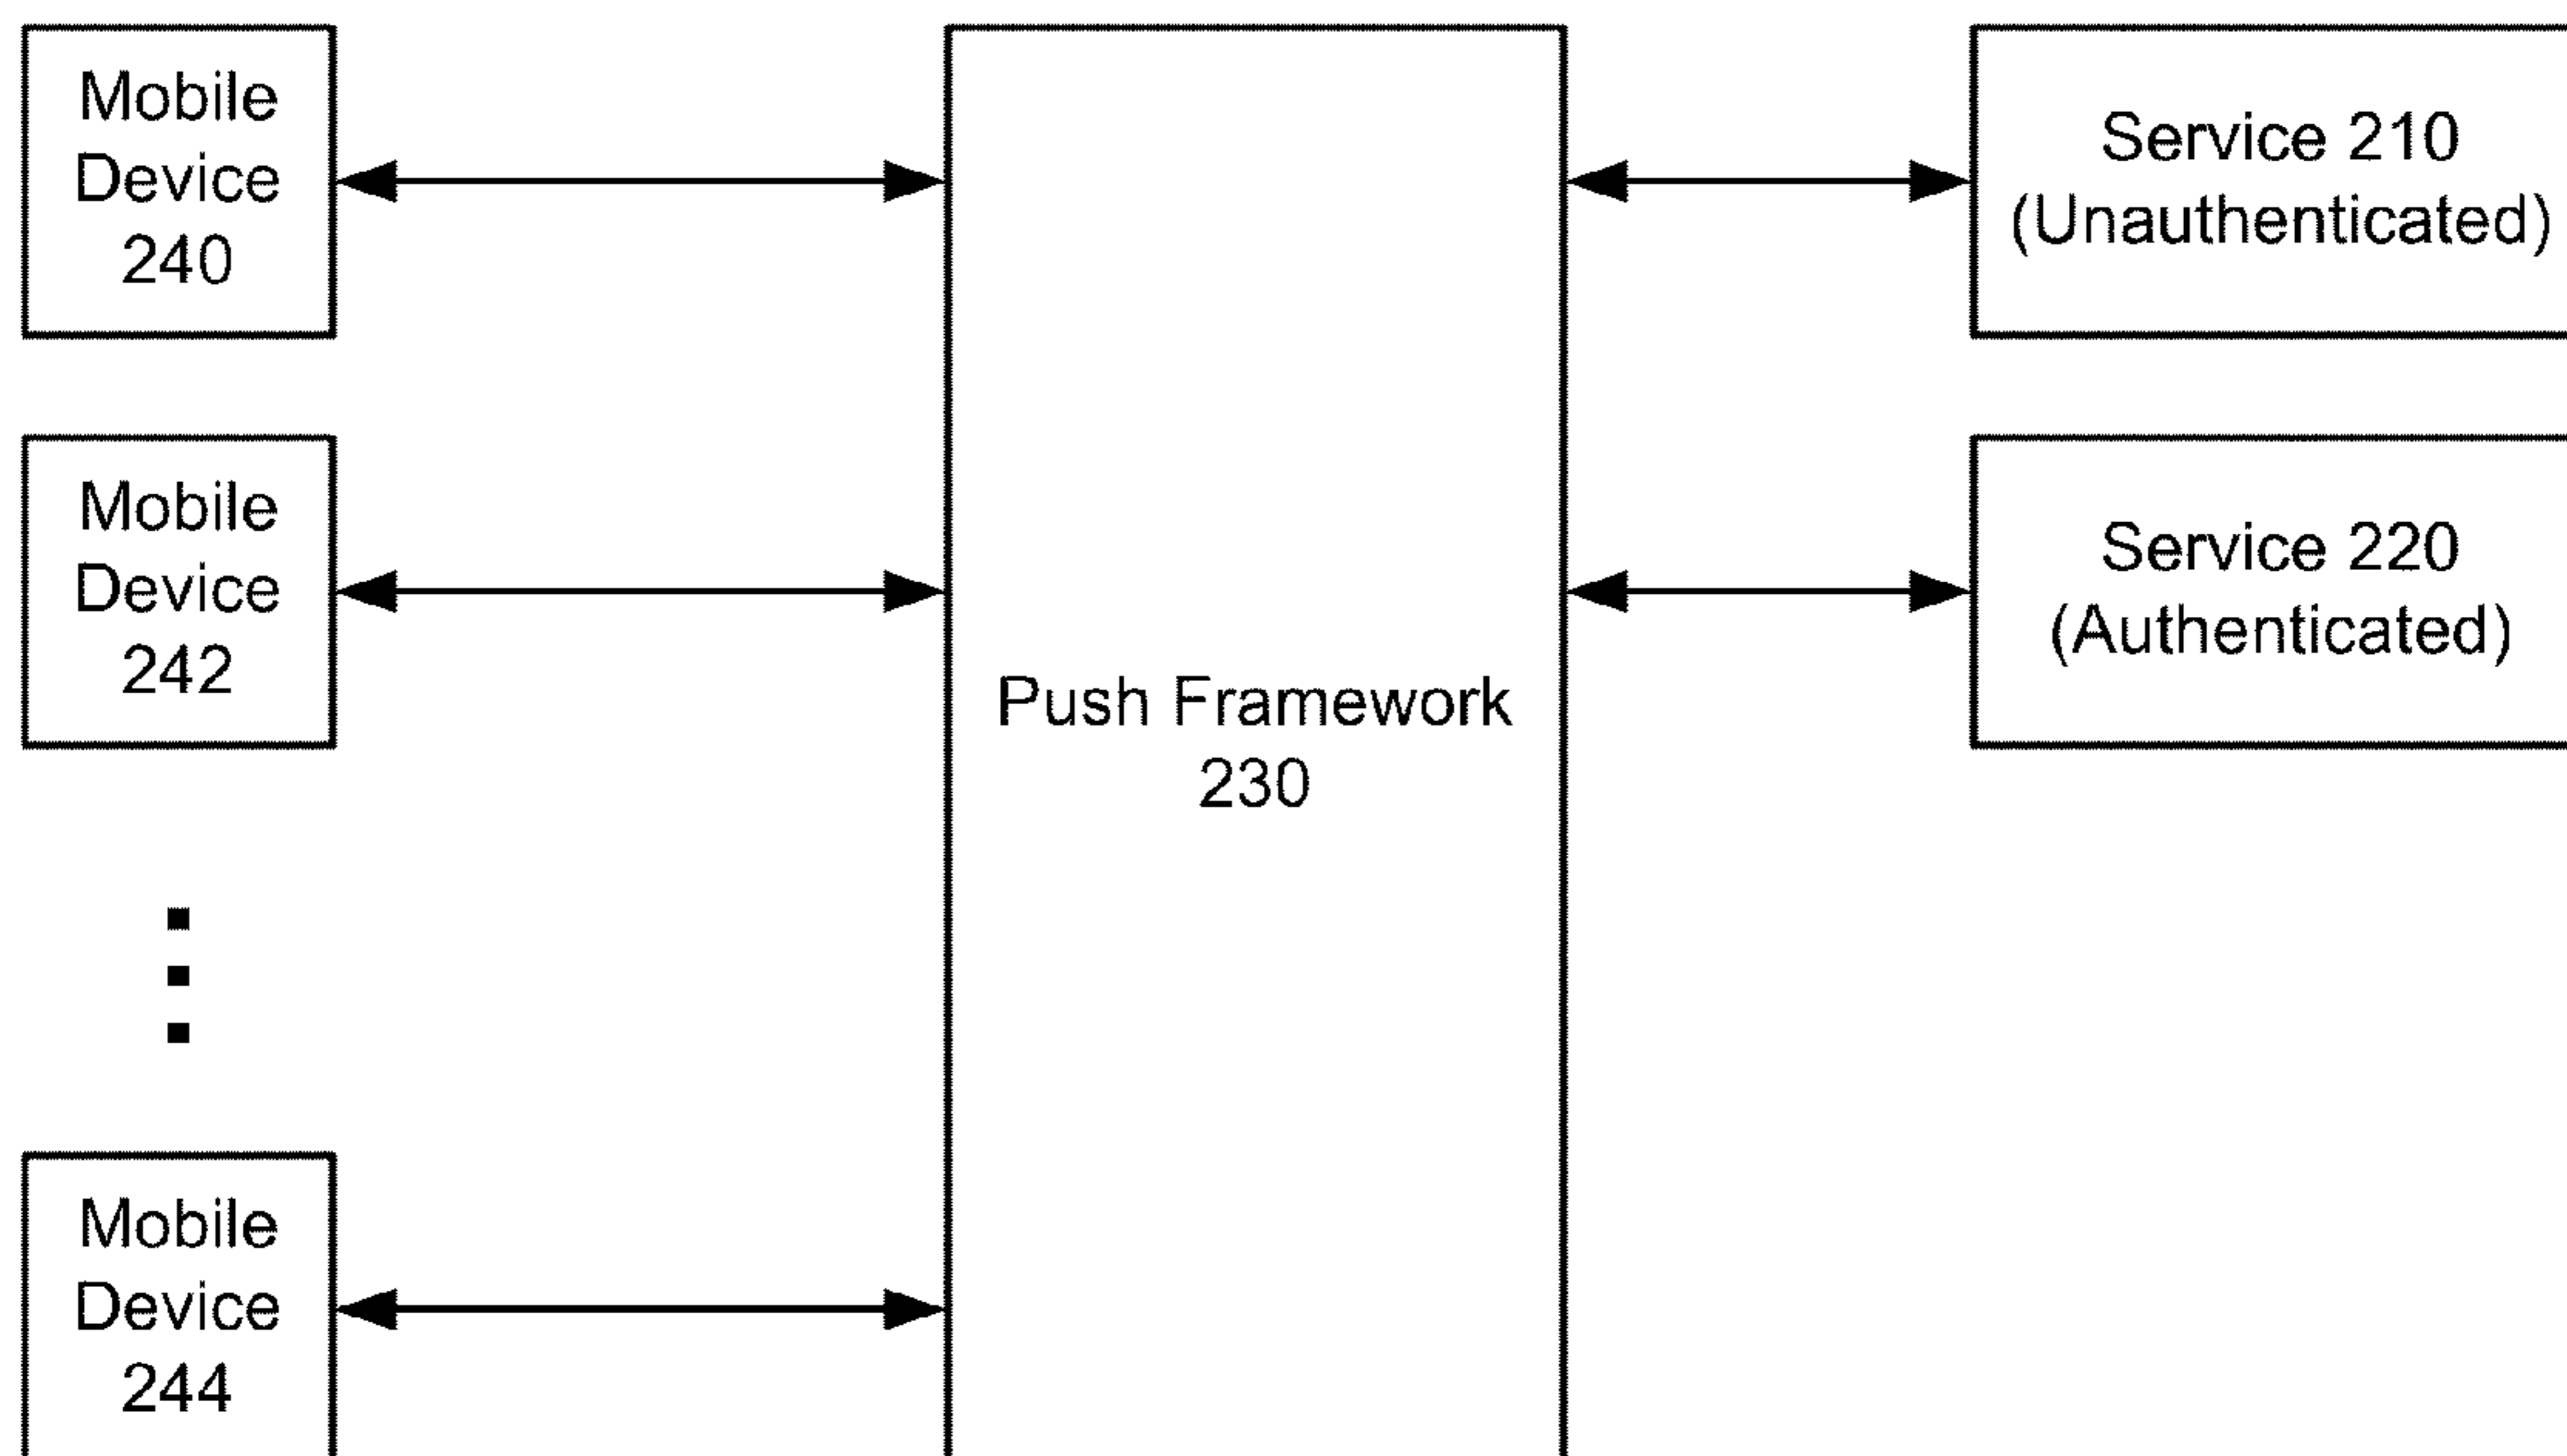 Mobile
Device
240
Service 210
(Unauthenticated)
Mobile
Device
242
Service 220
(Authenticated)
Push Framework
230
Mobile
Device
244